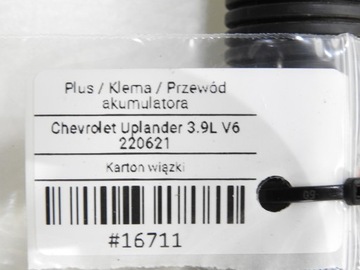 Plus / Klema / Przewód
akumulatora
Chevrolet Uplander 3.9L V6
220621
Karton wiązki
#16711